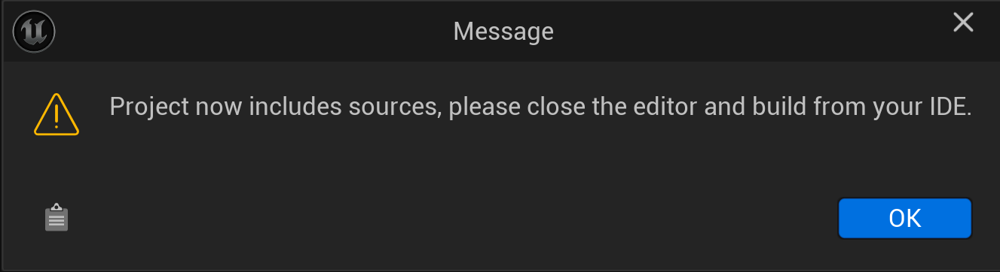 Message
Project now includes sources, please close the editor and build from your IDE.
OK